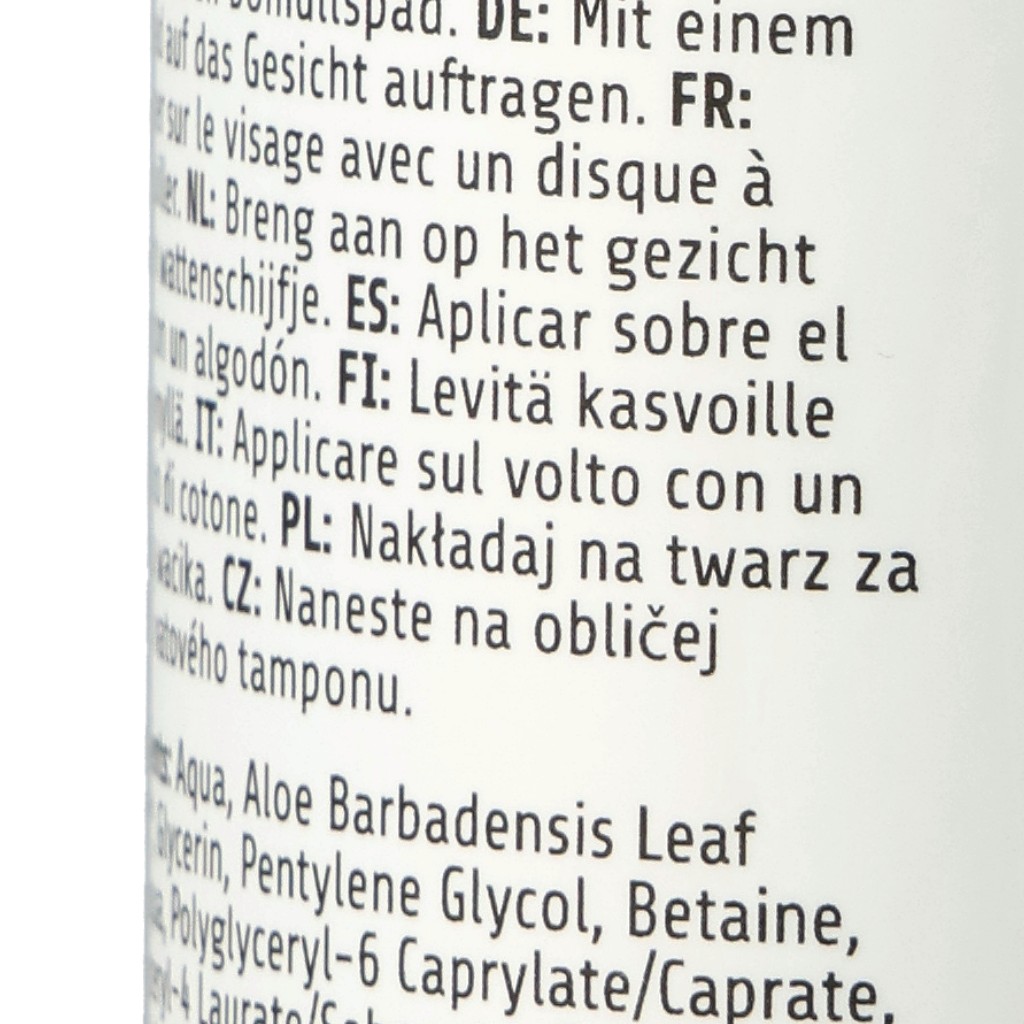 DE: Mit einem
auf das Gesicht auftragen. FR:
sur le visage avec un disque à
NL: Breng aan op het gezicht
wattenschijfje. ES: Aplicar sobre el
un algodón. FI: Levitä kasvoille
IT: Applicare sul volto con un
di cotone. PL: Nakładaj na twarz za
wacika. CZ: Naneste na obličej
tamponu.
Aqua, Aloe Barbadensis Leaf
Glycerin, Pentylene Glycol, Betaine,
Polyglyceryl-6 Caprylate/Caprate,